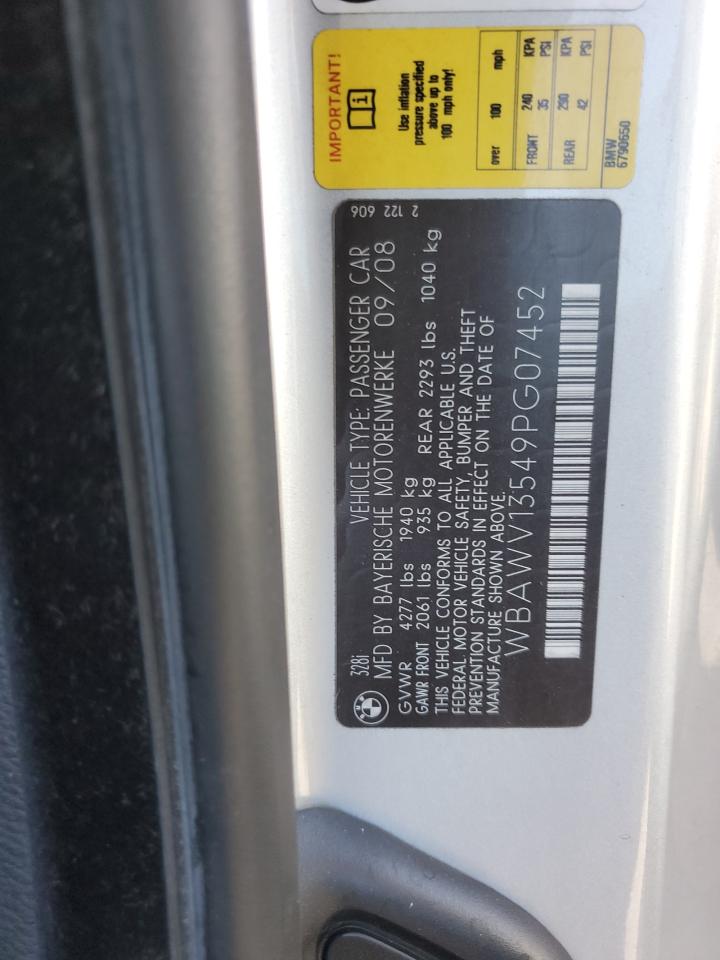 IMPORTANT!
Use inflation
pressure specified
above up to
100 mph only!
over 100 mph
KPA PSI
FRONT 240 35
KPA PSI
REAR 290 42
BMW
6790650
328i VEHICLE TYPE: PASSENGER CAR
MFD BY BAYERISCHE MOTORENWERKE 09/08
GVWR 4277 lbs 1940 kg
GAWR FRONT 2061 lbs 935 kg REAR 2293 lbs 1040 kg
THIS VEHICLE CONFORMS TO ALL APPLICABLE U.S.
FEDERAL MOTOR VEHICLE SAFETY, BUMPER AND THEFT
PREVENTION STANDARDS IN EFFECT ON THE DATE OF
MANUFACTURE SHOWN ABOVE.
WBAWV13549PG07452
2 122 606